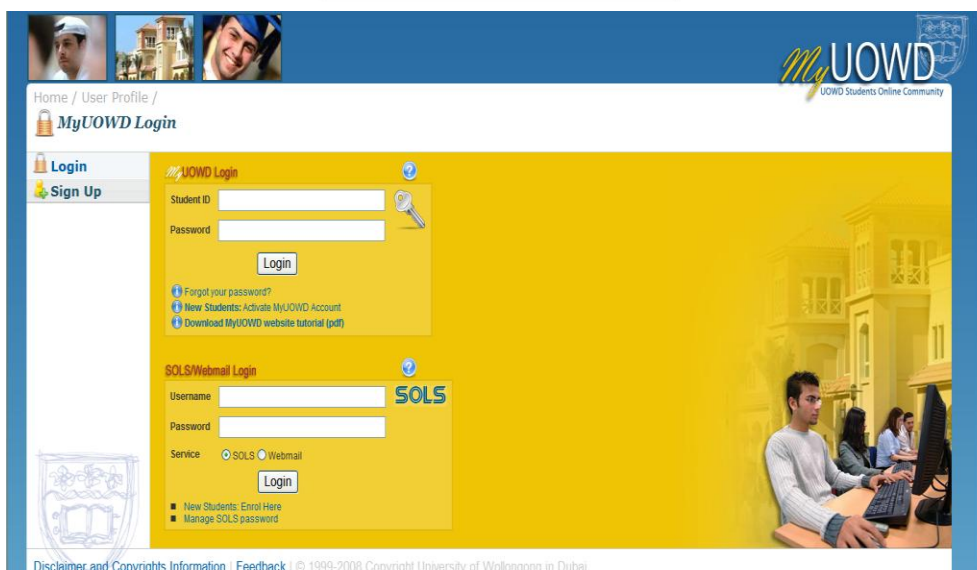 MyUOWD
UOWD Students Online Community
Home / User Profile /
MyUOWD Login
Login
Sign Up
MyUOWD Login
Student ID
Password
Login
Forgot your password?
New Students: Activate MyUOWD Account
Download MyUOWD website tutorial (pdf)
SOLS/Webmail Login
SOLS
Username
Password
Service SOLS Webmail
Login
New Students: Enrol Here
Manage SOLS password
Disclaimer and Copyrights Information | Feedback | © 1999-2008 Copyright University of Wollongong in Dubai